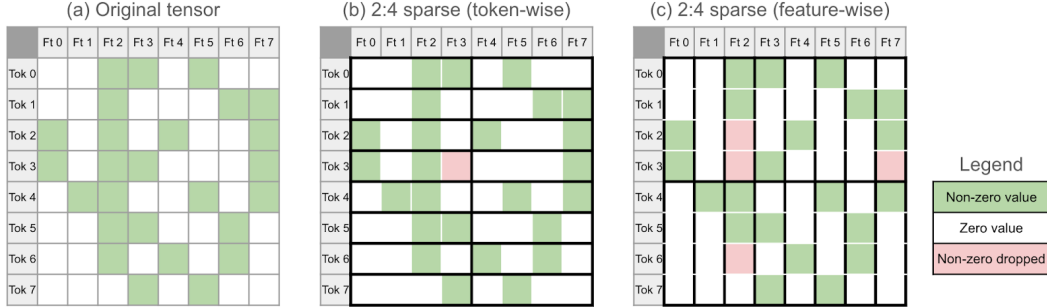 (a) Original tensor
(b) 2:4 sparse (token-wise)
(c) 2:4 sparse (feature-wise)
Ft 0 Ft 1 Ft 2 Ft 3 Ft 4 Ft 5 Ft 6 Ft 7
Ft 0 Ft 1 Ft 2 Ft 3 Ft 4 Ft 5 Ft 6 Ft 7
Ft 0 Ft 1 Ft 2 Ft 3 Ft 4 Ft 5 Ft 6 Ft 7
Tok 0 Tok 0 Tok 0
Tok 1 Tok 1 Tok 1
Tok 2 Tok 2 Tok 2
Tok 3 Tok 3 Tok 3
Tok 4 Tok 4 Tok 4
Tok 5 Tok 5 Tok 5
Tok 6 Tok 6 Tok 6
Tok 7 Tok 7 Tok 7
Legend
Non-zero value
Zero value
Non-zero dropped